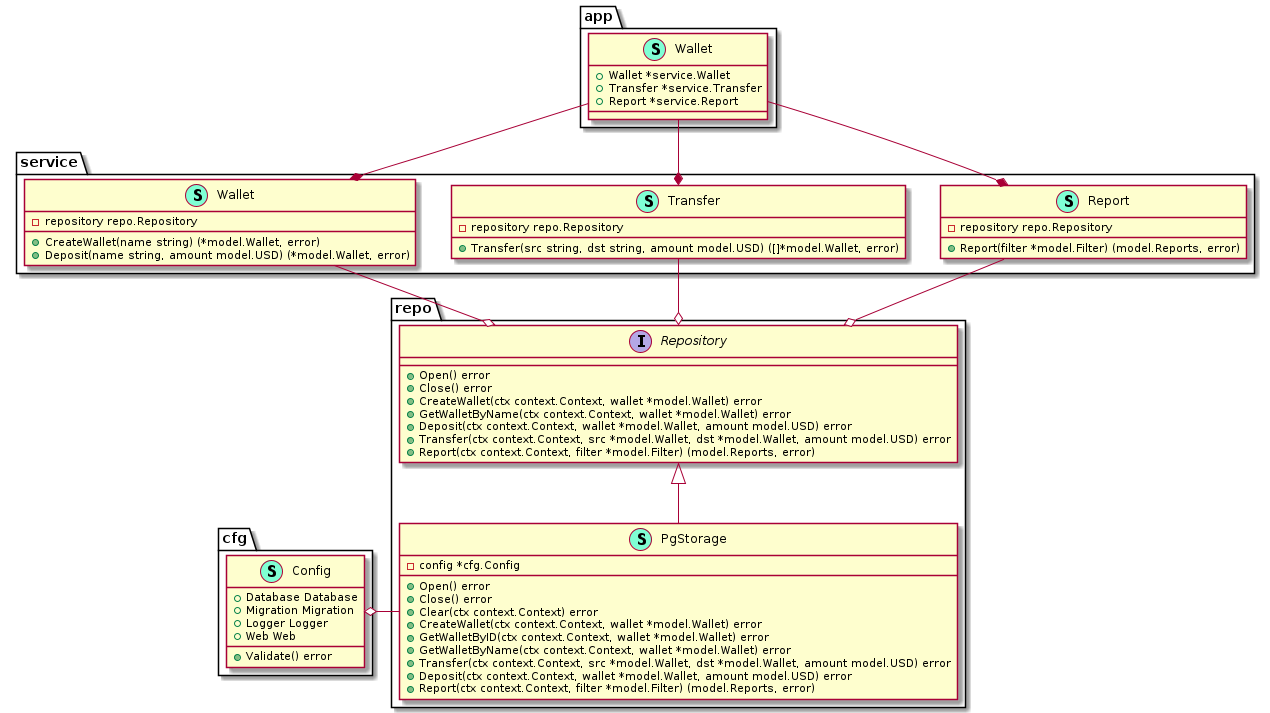 app
S Wallet
Wallet *service.Wallet
Transfer *service.Transfer
Report *service.Report
service
S Wallet
repository repo.Repository
CreateWallet(name string) (*model.Wallet, error)
Deposit(name string, amount model.USD) (*model.Wallet, error)
S Transfer
repository repo.Repository
Transfer(src string, dst string, amount model.USD) ([]*model.Wallet, error)
S Report
repository repo.Repository
Report(filter *model.Filter) (model.Reports, error)
repo
I Repository
Open() error
Close() error
CreateWallet(ctx context.Context, wallet *model.Wallet) error
GetWalletByName(ctx context.Context, wallet *model.Wallet) error
Deposit(ctx context.Context, wallet *model.Wallet, amount model.USD) error
Transfer(ctx context.Context, src *model.Wallet, dst *model.Wallet, amount model.USD) error
Report(ctx context.Context, filter *model.Filter) (model.Reports, error)
cfg
S Config
Database Database
Migration Migration
Logger Logger
Web Web
Validate() error
S PgStorage
config *cfg.Config
Open() error
Close() error
Clear(ctx context.Context) error
CreateWallet(ctx context.Context, wallet *model.Wallet) error
GetWalletByID(ctx context.Context, wallet *model.Wallet) error
GetWalletByName(ctx context.Context, wallet *model.Wallet) error
Transfer(ctx context.Context, src *model.Wallet, dst *model.Wallet, amount model.USD) error
Deposit(ctx context.Context, wallet *model.Wallet, amount model.USD) error
Report(ctx context.Context, filter *model.Filter) (model.Reports, error)